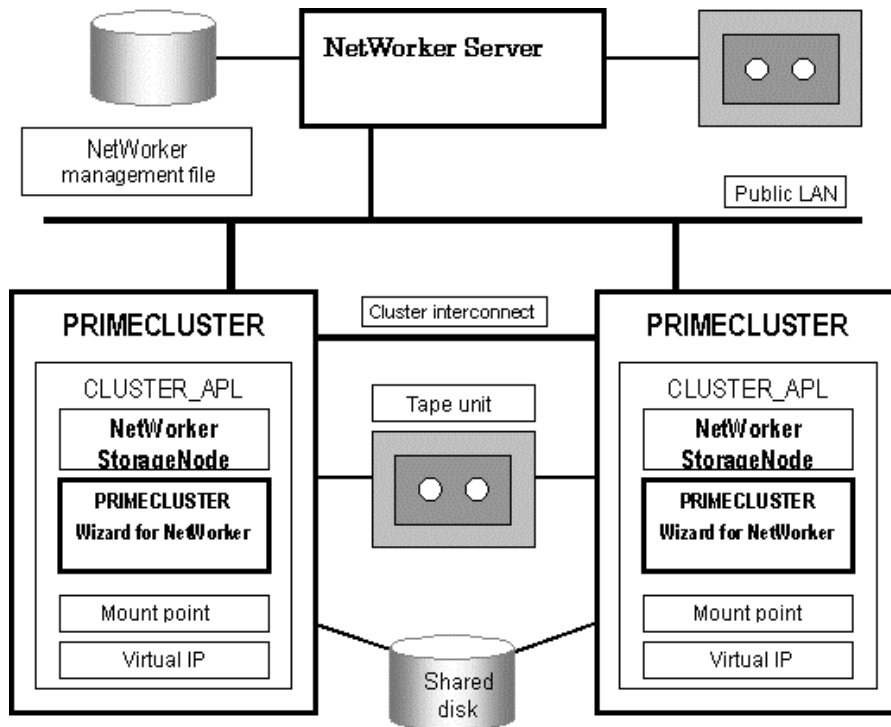 NetWorker Server
NetWorker
management file
Public LAN
PRIMECLUSTER
Cluster interconnect
PRIMECLUSTER
CLUSTER_APL
NetWorker
StorageNode
PRIMECLUSTER
Wizard for NetWorker
Mount point
Virtual IP
Tape unit
Shared
disk
CLUSTER_APL
NetWorker
StorageNode
PRIMECLUSTER
Wizard for NetWorker
Mount point
Virtual IP